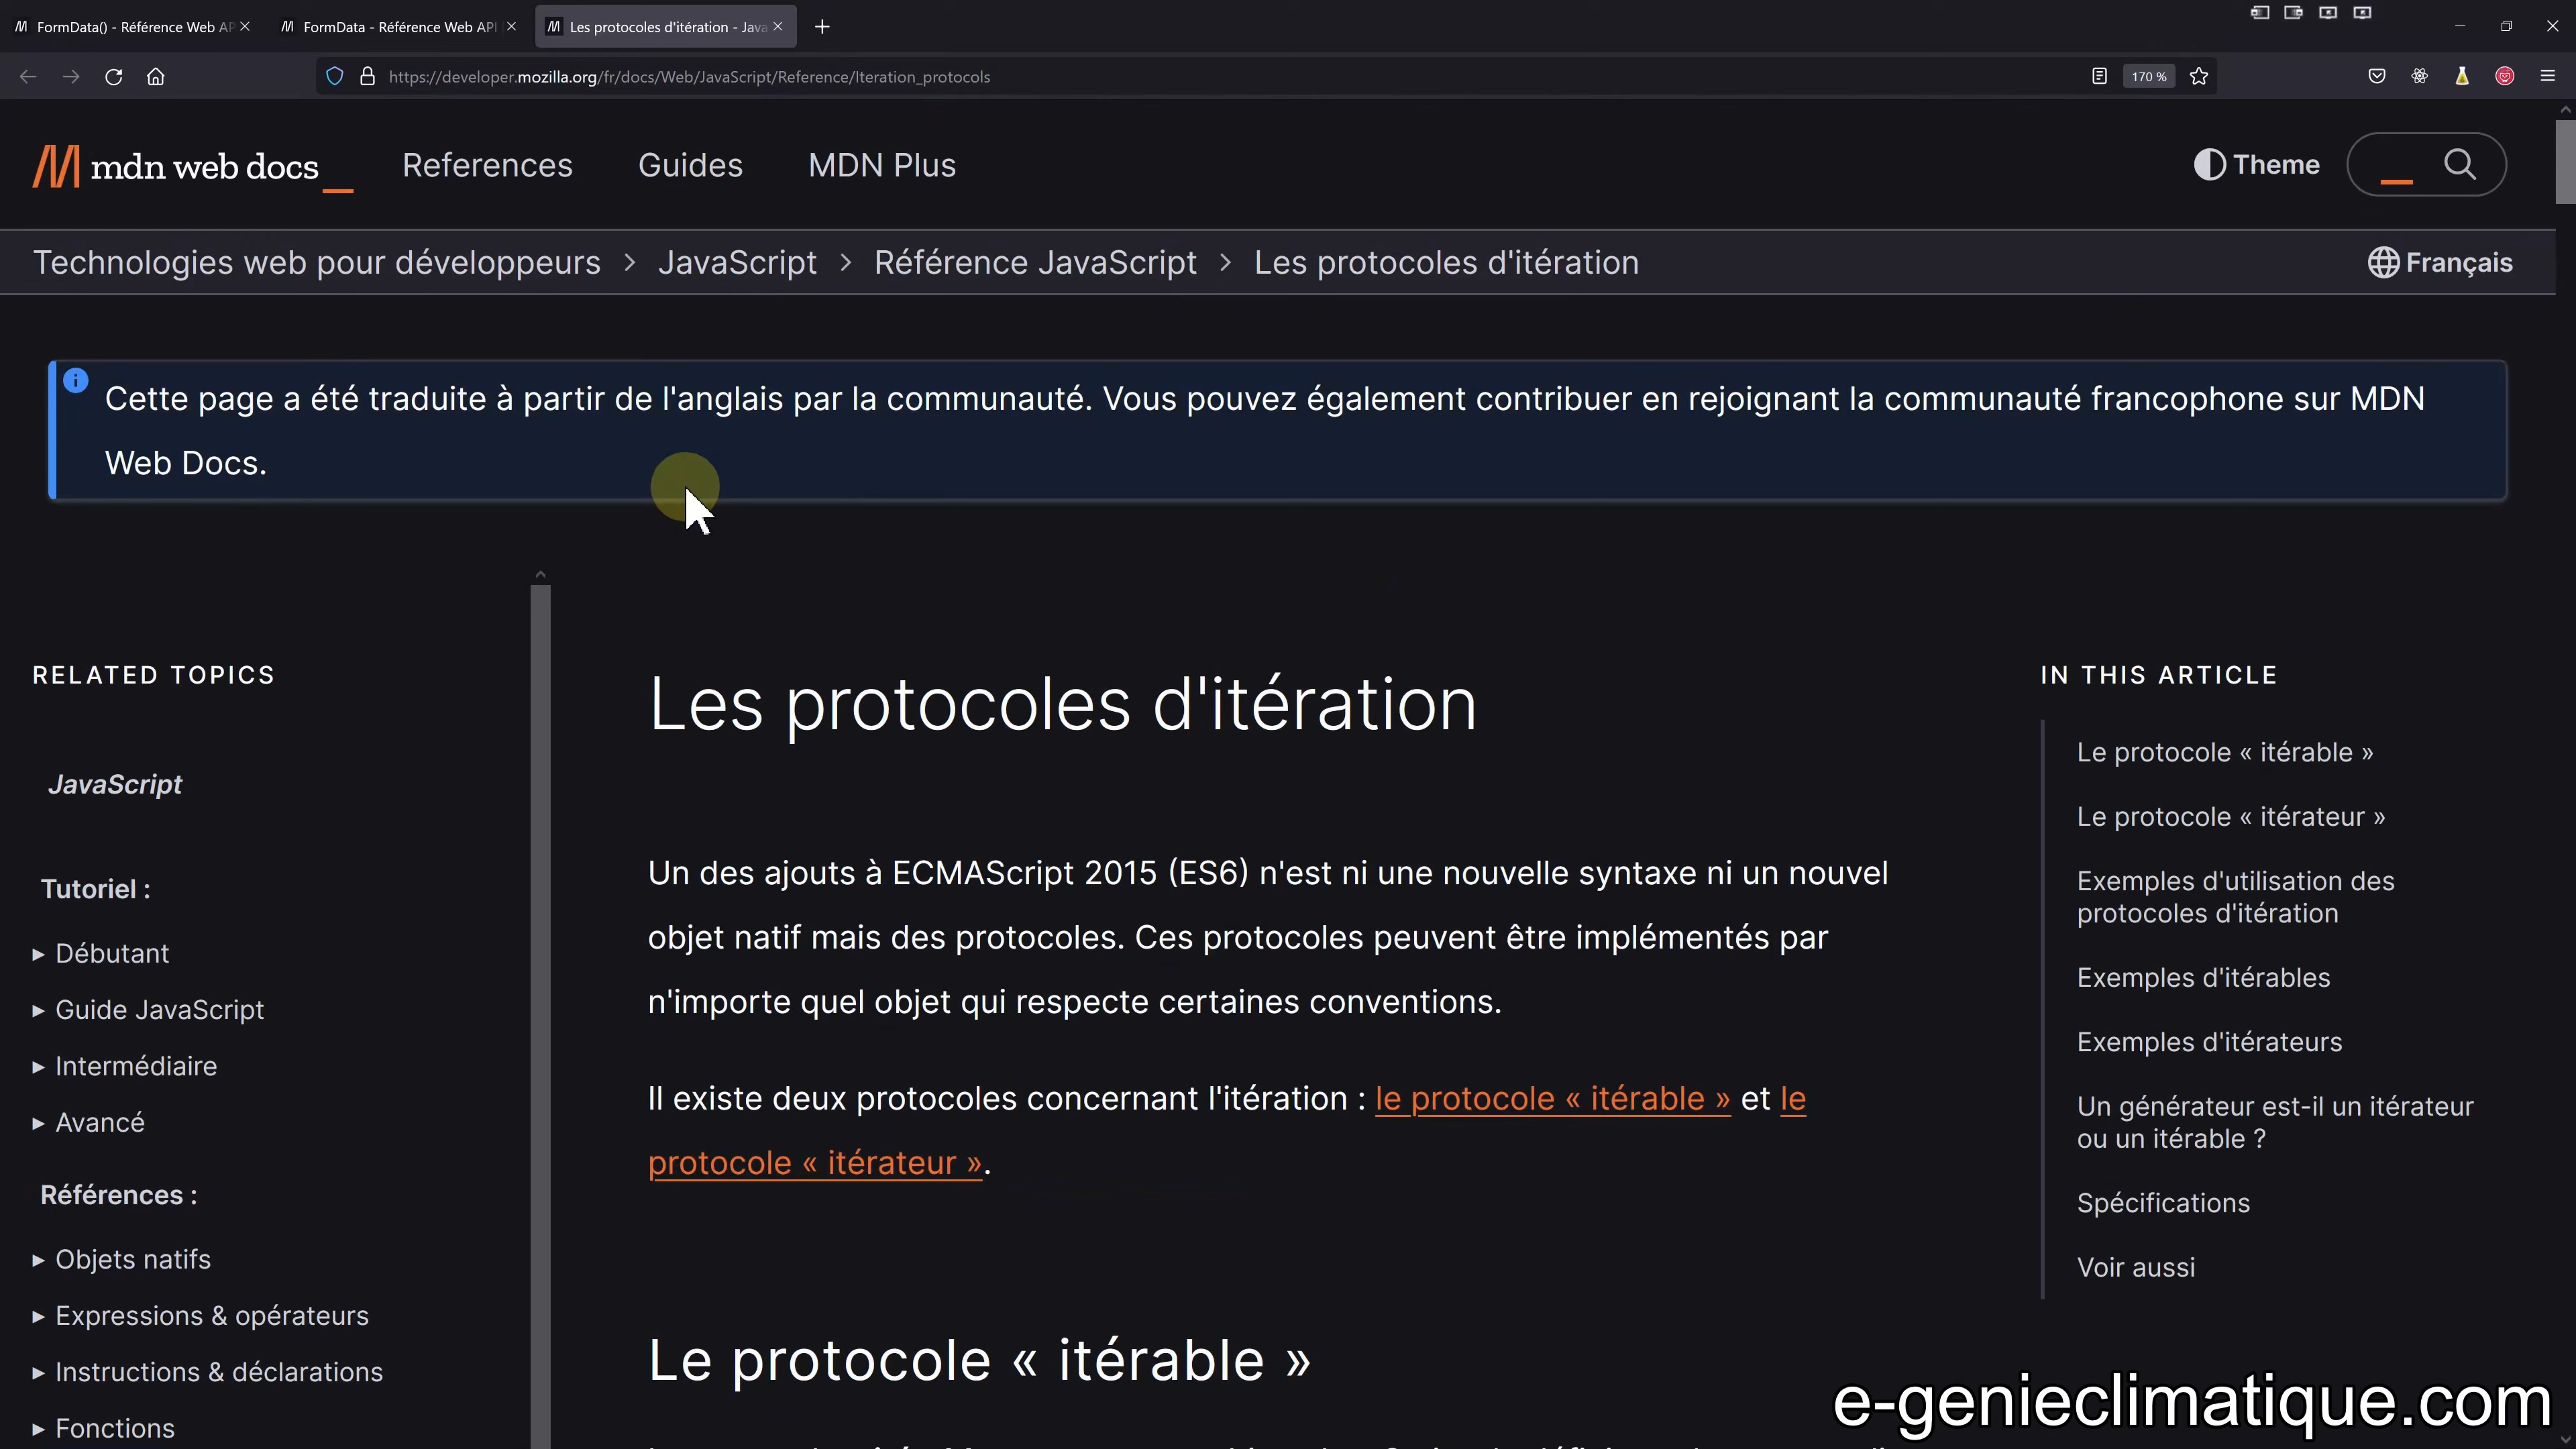 FormData() - Référence Web AP
FormData - Référence Web API
Les protocoles d'itération - Java
https://developer.mozilla.org/fr/docs/Web/JavaScript/Reference/Iteration_protocols
170 %
mdn web docs_
References
Guides
MDN Plus
Theme
Technologies web pour développeurs > JavaScript > Référence JavaScript > Les protocoles d'itération
Français
Cette page a été traduite à partir de l'anglais par la communauté. Vous pouvez également contribuer en rejoignant la communauté francophone sur MDN
Web Docs.
RELATED TOPICS
JavaScript
Tutoriel :
Débutant
Guide JavaScript
Intermédiaire
Avancé
Références :
Objets natifs
Expressions & opérateurs
Instructions & déclarations
Fonctions
Les protocoles d'itération
Un des ajouts à ECMAScript 2015 (ES6) n'est ni une nouvelle syntaxe ni un nouvel
objet natif mais des protocoles. Ces protocoles peuvent être implémentés par
n'importe quel objet qui respecte certaines conventions.
Il existe deux protocoles concernant l'itération : le protocole « itérable » et le
protocole « itérateur ».
Le protocole « itérable »
IN THIS ARTICLE
Le protocole « itérable »
Le protocole « itérateur »
Exemples d'utilisation des
protocoles d'itération
Exemples d'itérables
Exemples d'itérateurs
Un générateur est-il un itérateur
ou un itérable ?
Spécifications
Voir aussi
e-genieclimatique.com